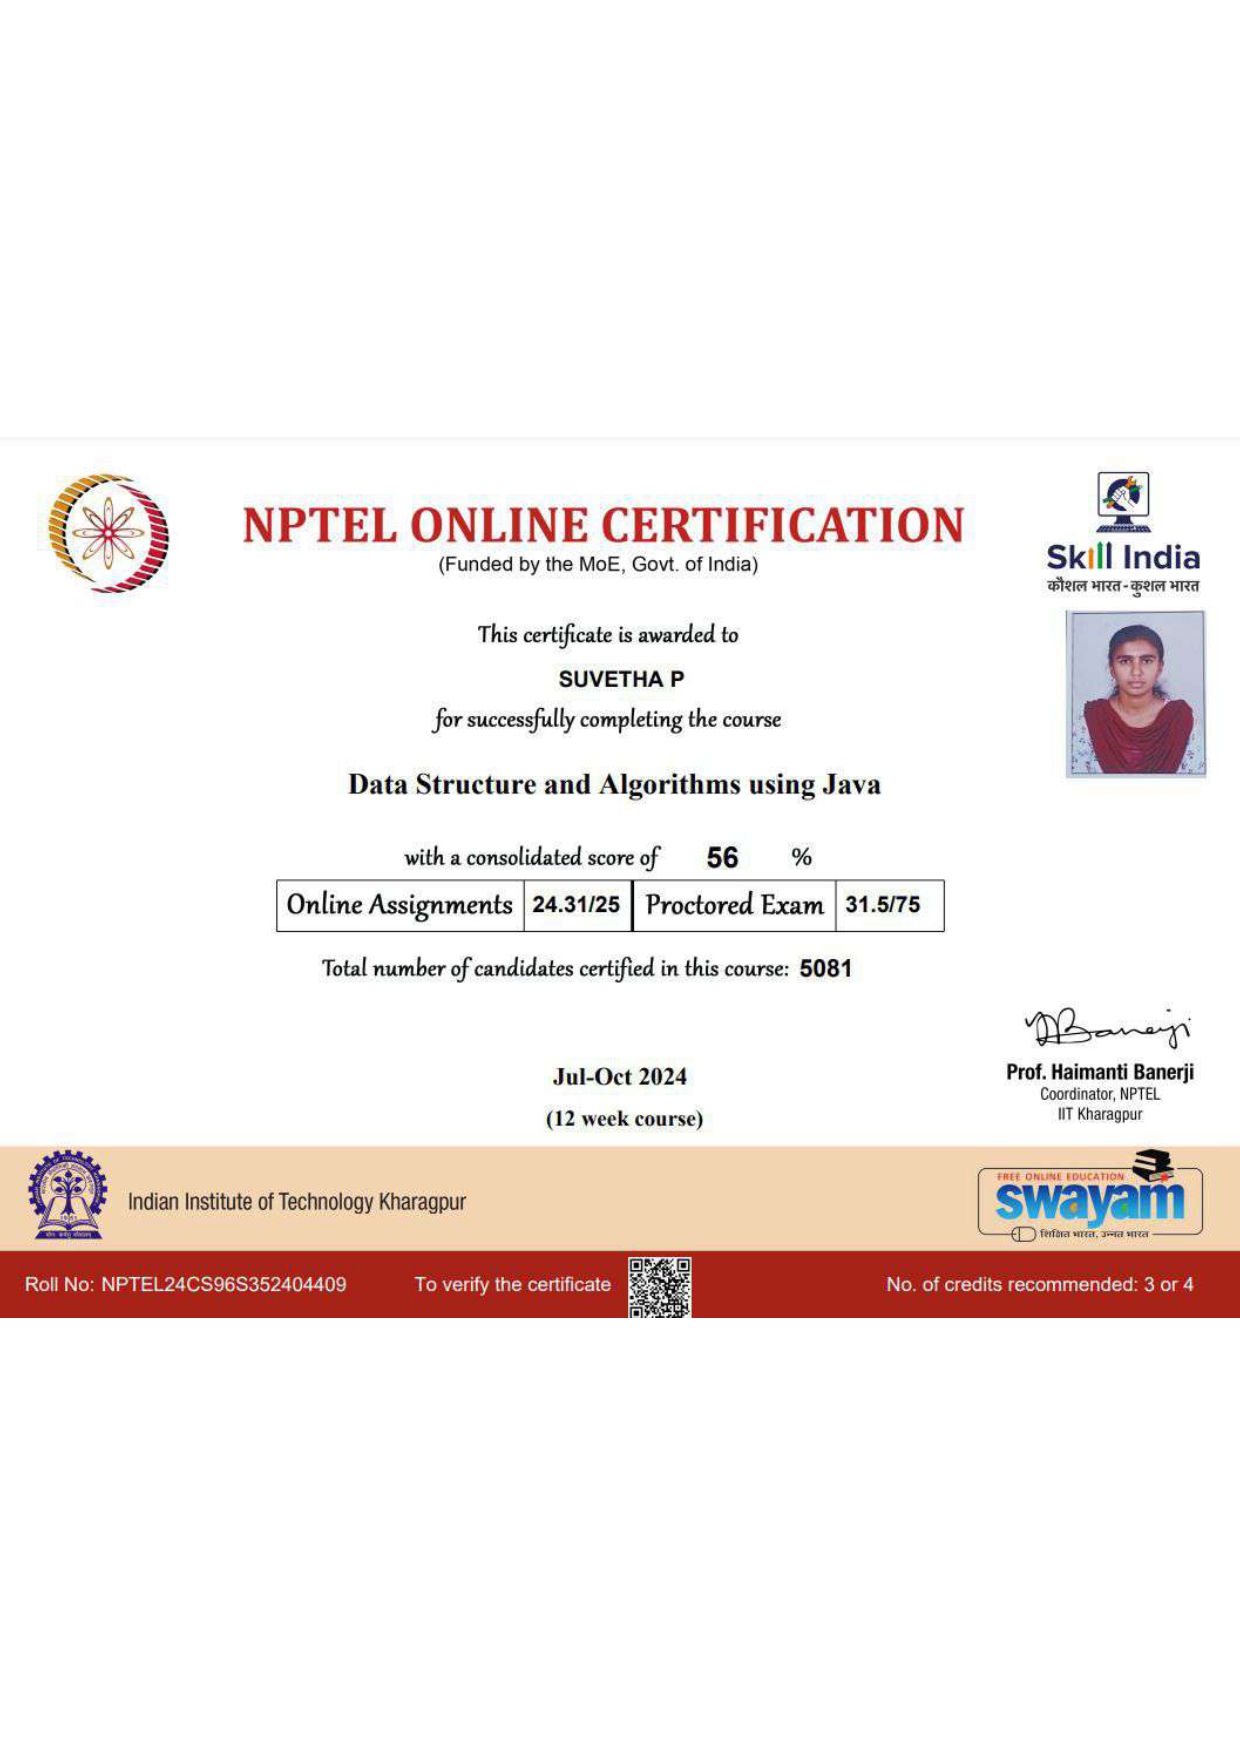 NPTEL ONLINE CERTIFICATION
(Funded by the MoE, Govt. of India)
Skill India
कौशल भारत-कुशल भारत
This certificate is awarded to
SUVETHA P
for successfully completing the course
Data Structure and Algorithms using Java
with a consolidated score of 56 %
Online Assignments 24.31/25 Proctored Exam 31.5/75
Total number of candidates certified in this course: 5081
Jul-Oct 2024
(12 week course)
Prof. Haimanti Banerji
Coordinator, NPTEL
IIT Kharagpur
Indian Institute of Technology Kharagpur
FREE ONLINE EDUCATION
swayam
शिक्षित भारत, उन्नत भारत
Roll No: NPTEL24CS96S352404409 To verify the certificate No. of credits recommended: 3 or 4